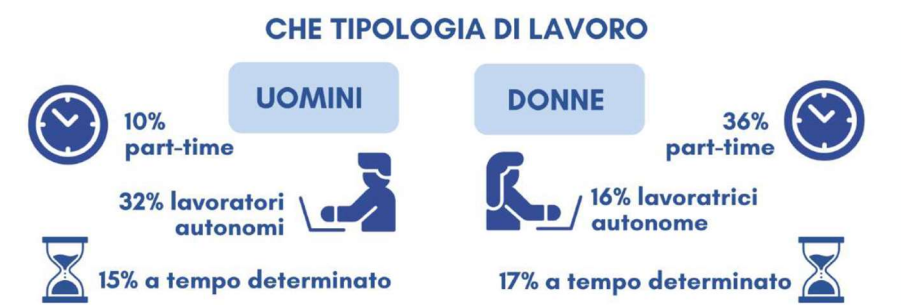 CHE TIPOLOGIA DI LAVORO
UOMINI
10%
part-time
32% lavoratori
autonomi
15% a tempo determinato
DONNE
36%
part-time
16% lavoratrici
autonome
17% a tempo determinato